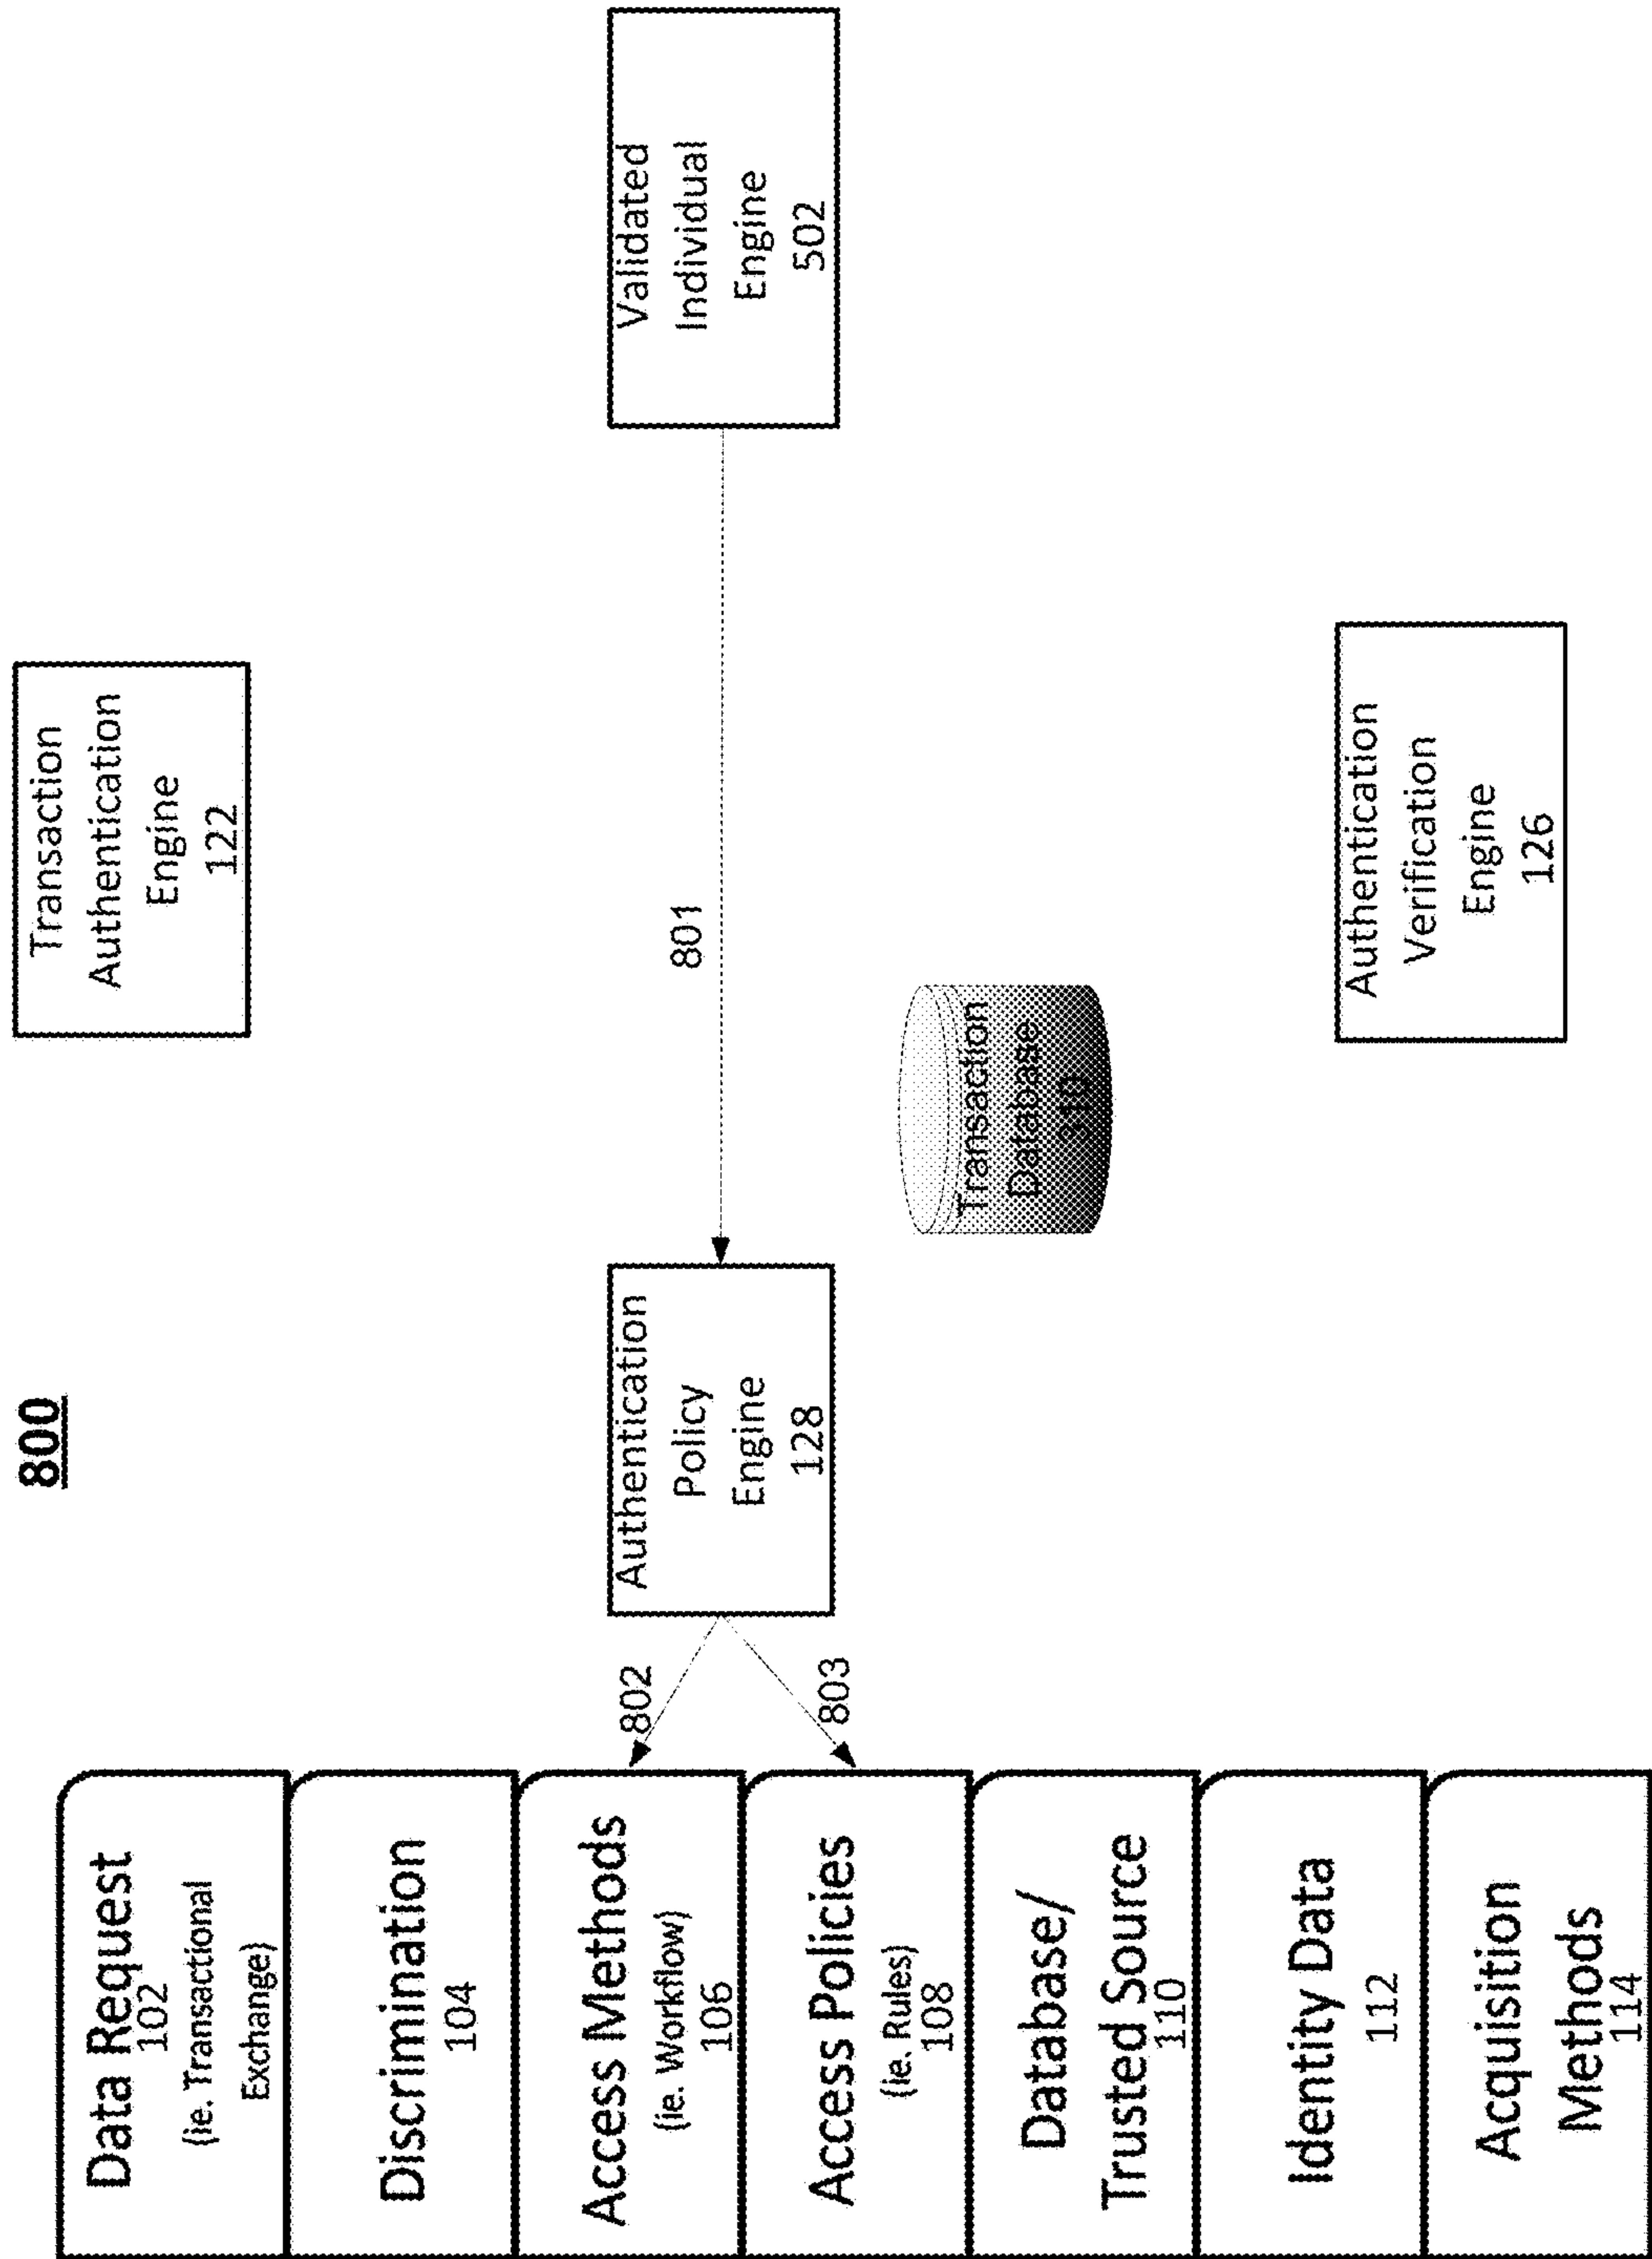 800
Data Request
102
(ie. Transactional
Exchange)
Discrimination
104
Access Methods
(ie. Workflow)
106
Access Policies
(ie. Rules)
108
Database/
Trusted Source
110
Identity Data
112
Acquisition
Methods
114
802
803
Authentication
Policy
Engine
128
801
Transaction
Database
310
Transaction
Authentication
Engine
122
Validated
Individual
Engine
502
Authentication
Verification
Engine
126